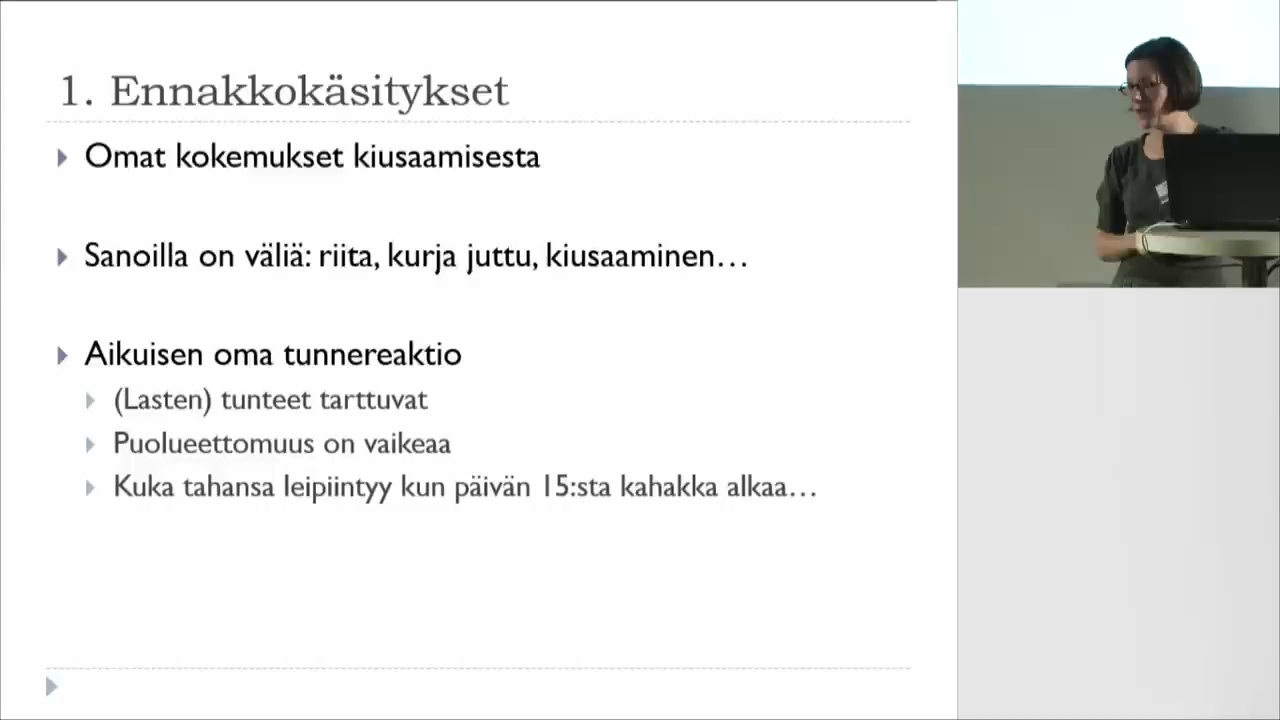 1. Ennakkokäsitykset
Omat kokemukset kiusaamisesta
Sanoilla on väliä: riita, kurja juttu, kiusaaminen…
Aikuisen oma tunnereaktio
(Lasten) tunteet tarttuvat
Puolueettomuus on vaikeaa
Kuka tahansa leipiintyy kun päivän 15:sta kahakka alkaa…